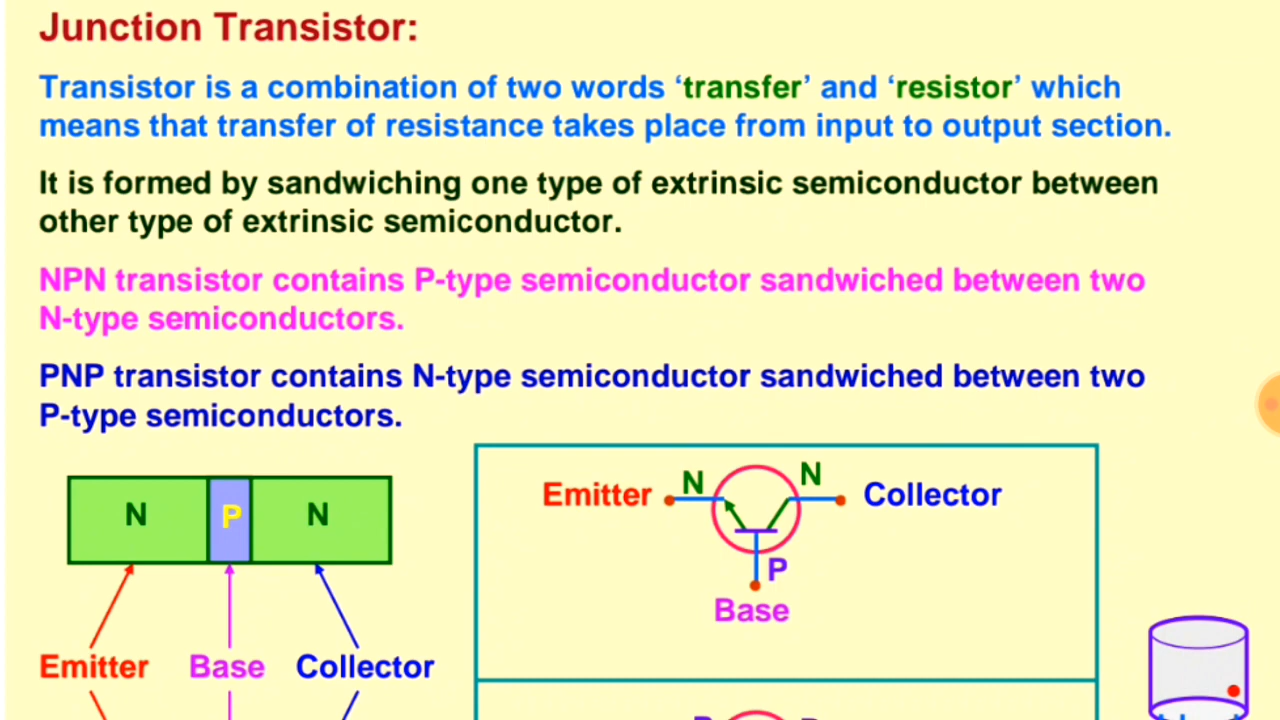 Junction Transistor:
Transistor is a combination of two words ‘transfer’ and ‘resistor’ which
means that transfer of resistance takes place from input to output section.
It is formed by sandwiching one type of extrinsic semiconductor between
other type of extrinsic semiconductor.
NPN transistor contains P-type semiconductor sandwiched between two
N-type semiconductors.
PNP transistor contains N-type semiconductor sandwiched between two
P-type semiconductors.
N P N
Emitter Base Collector
Emitter N N Collector
P
Base